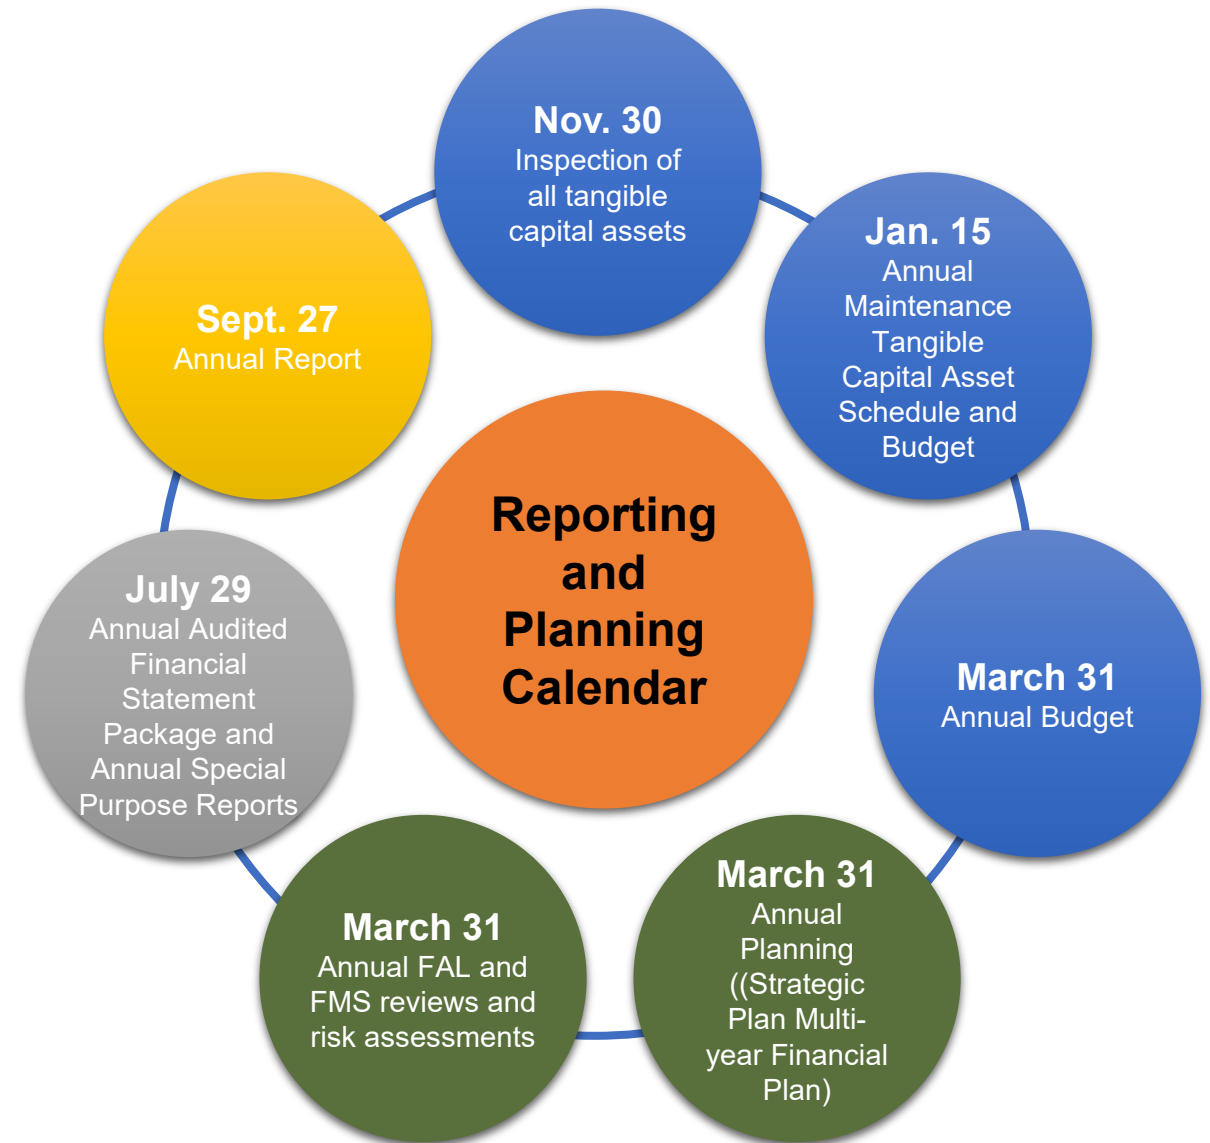 Nov. 30
Inspection of
all tangible
capital assets
Jan. 15
Annual
Maintenance
Tangible
Capital Asset
Schedule and
Budget
March 31
Annual Budget
March 31
Annual
Planning
((Strategic
Plan Multi-
year Financial
Plan)
March 31
Annual FAL and
FMS reviews and
risk assessments
July 29
Annual Audited
Financial
Statement
Package and
Annual Special
Purpose Reports
Sept. 27
Annual Report
Reporting
and
Planning
Calendar